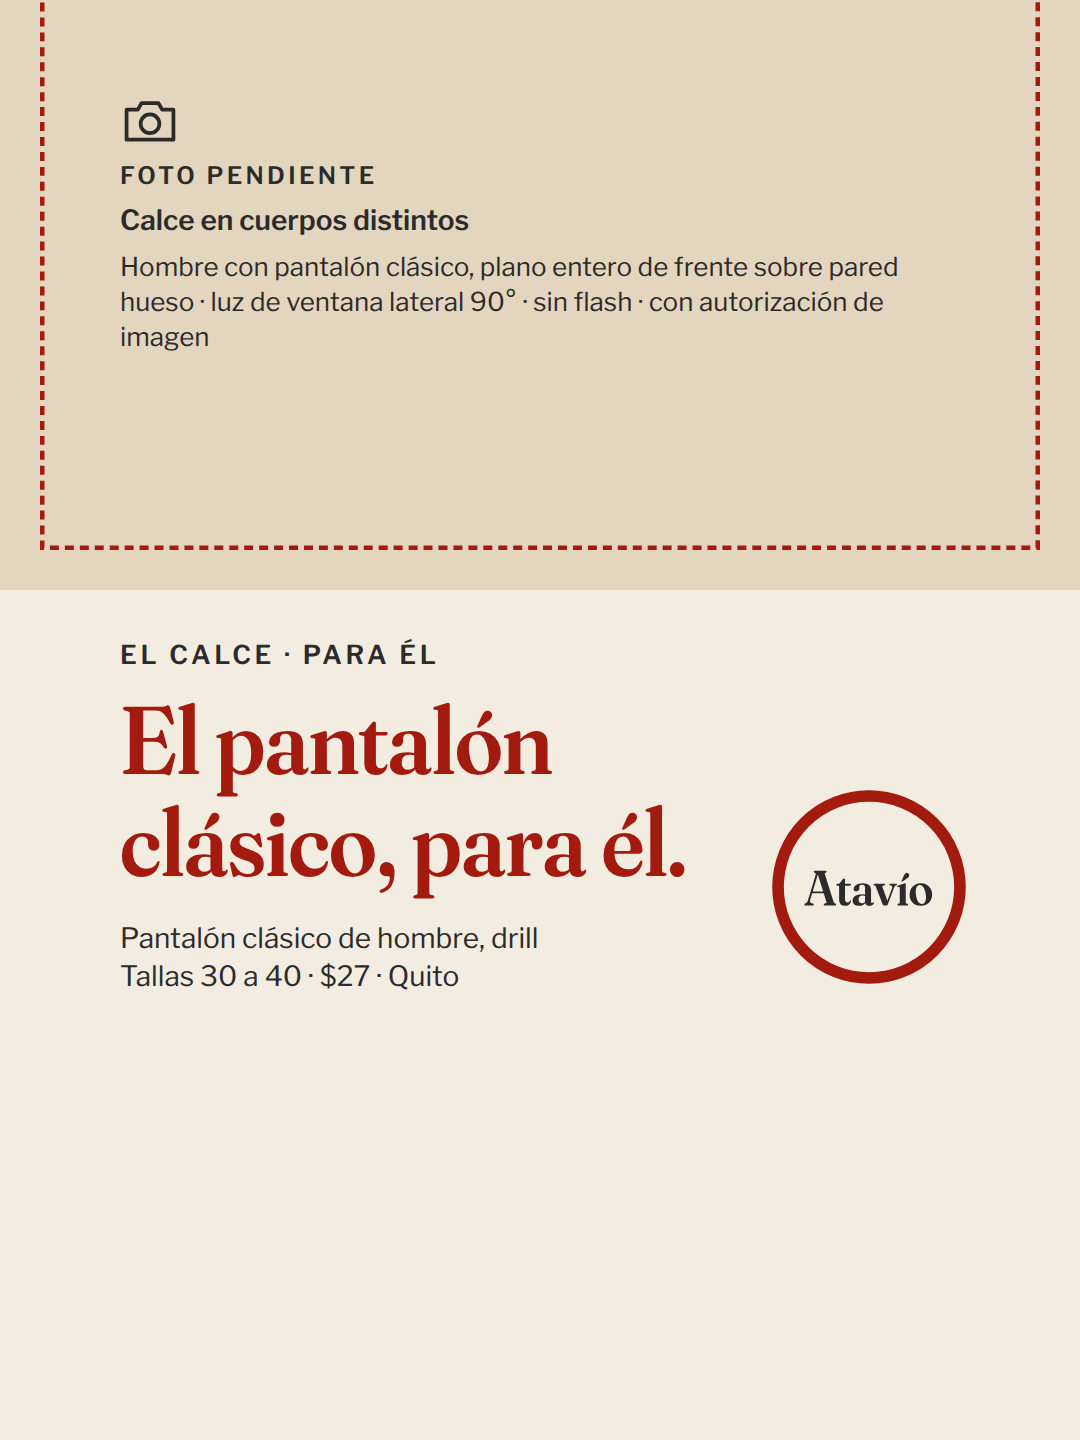 FOTO PENDIENTE
Calce en cuerpos distintos
Hombre con pantalón clásico, plano entero de frente sobre pared
hueso · luz de ventana lateral 90° · sin flash · con autorización de
imagen
EL CALCE · PARA ÉL
El pantalón
clásico, para él.
Atavío
Pantalón clásico de hombre, drill
Tallas 30 a 40 · $27 · Quito